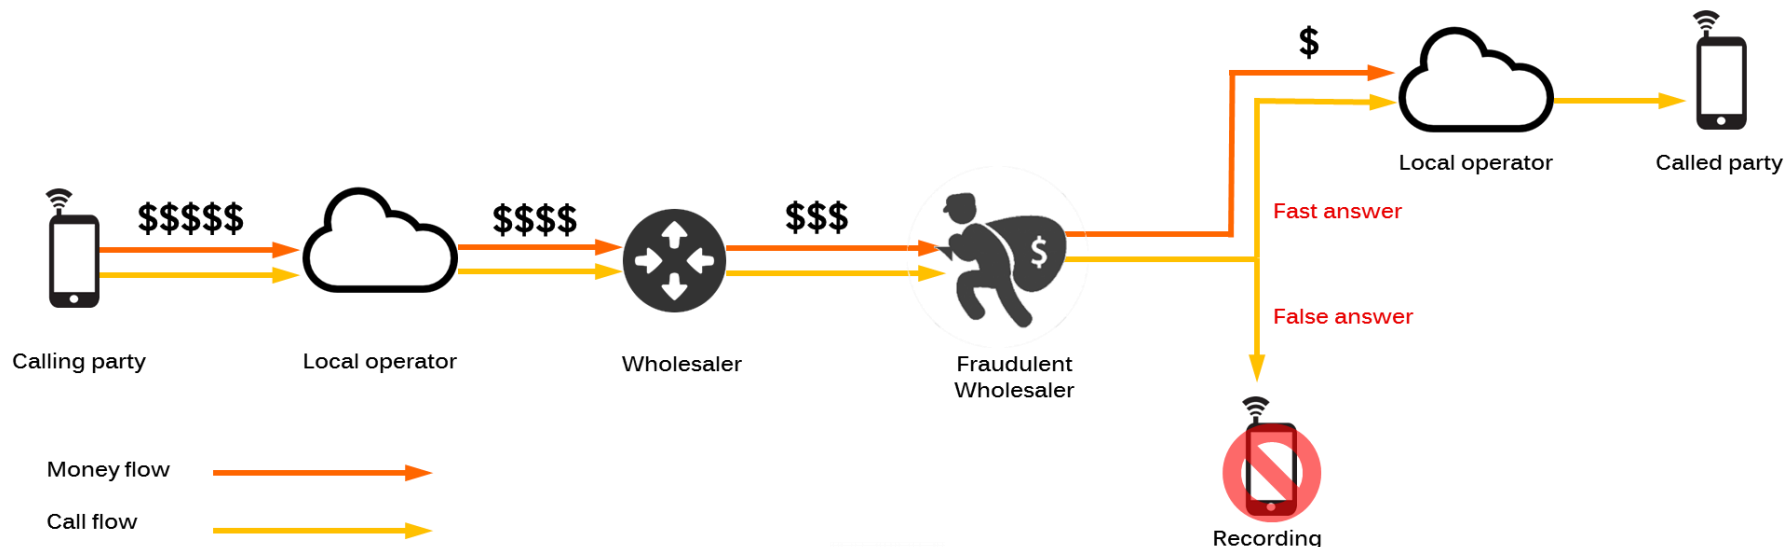 $
Local operator
Called party
$$$$$
$$$$
$$$
$
Fast answer
False answer
Calling party
Local operator
Wholesaler
Fraudulent
Wholesaler
Money flow
Call flow
Recording